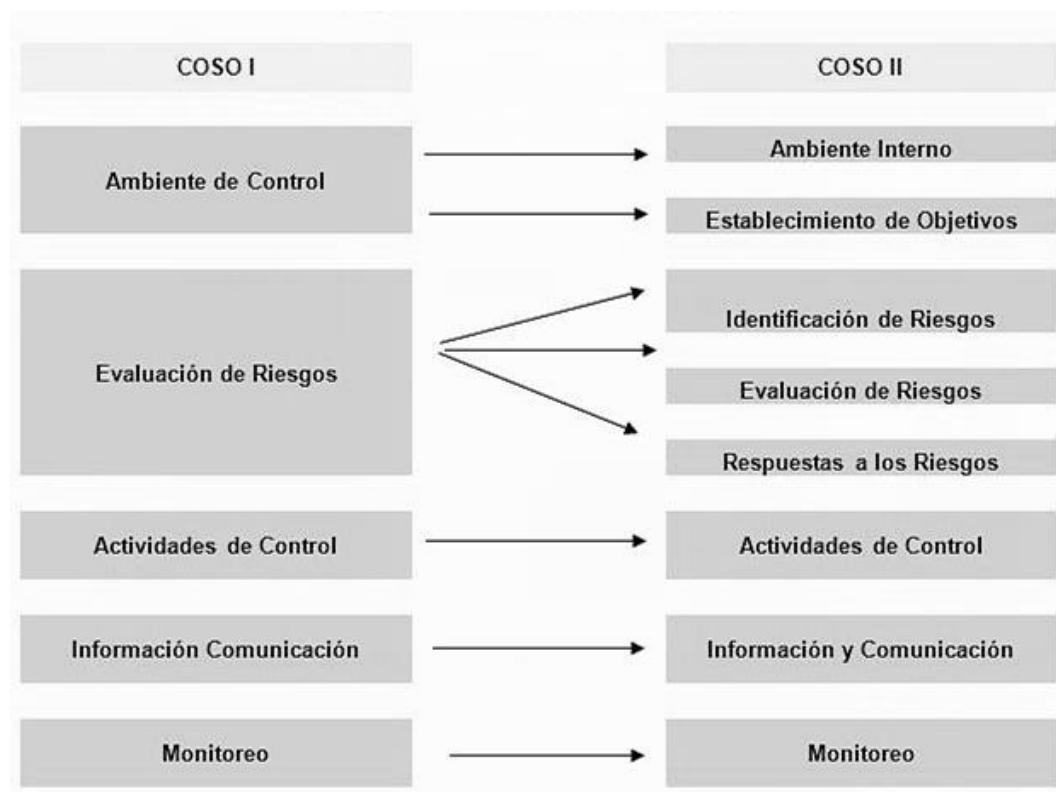 COSO I
COSO II
Ambiente de Control
Ambiente Interno
Establecimiento de Objetivos
Evaluación de Riesgos
Identificación de Riesgos
Evaluación de Riesgos
Respuestas a los Riesgos
Actividades de Control
Actividades de Control
Información Comunicación
Información y Comunicación
Monitoreo
Monitoreo